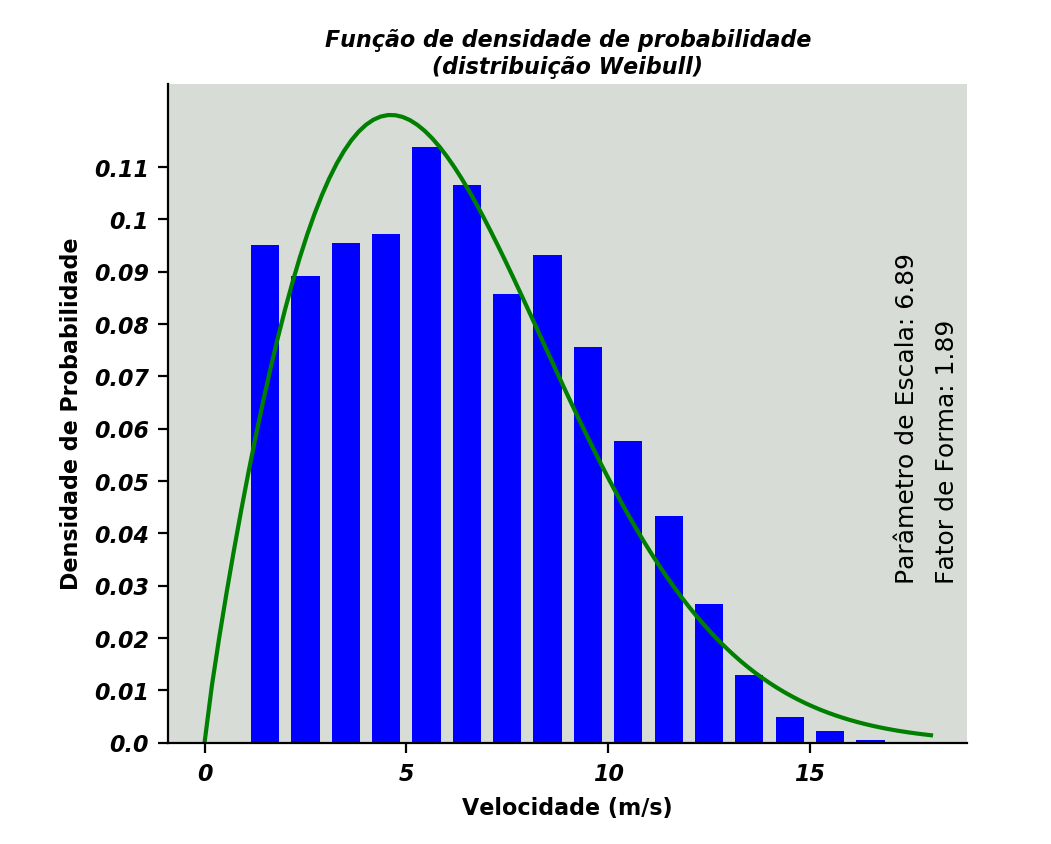 Função de densidade de probabilidade
(distribuição Weibull)
Densidade de Probabilidade
0.11
0.1
0.09
0.08
0.07
0.06
0.05
0.04
0.03
0.02
0.01
0.0
Parâmetro de Escala: 6.89
Fator de Forma: 1.89
0
5
10
15
Velocidade (m/s)